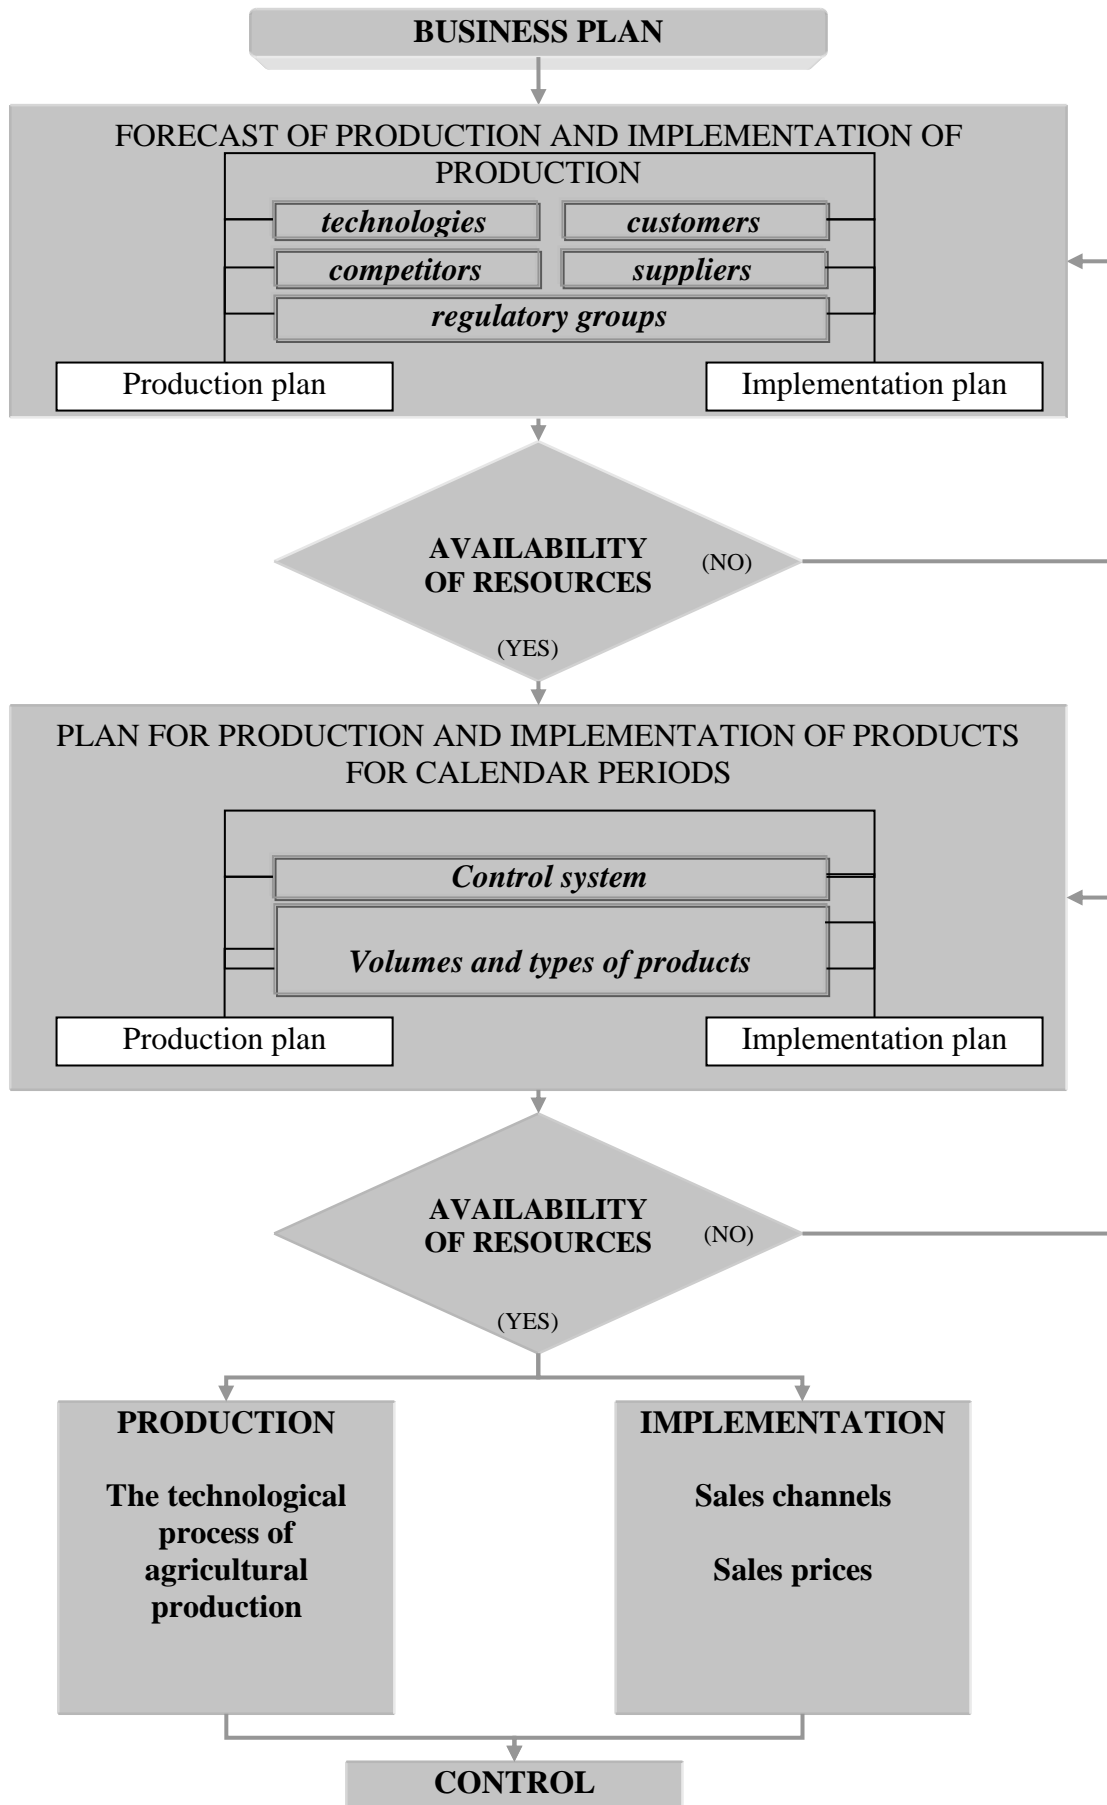 BUSINESS PLAN
FORECAST OF PRODUCTION AND IMPLEMENTATION OF
PRODUCTION
technologies
customers
competitors
suppliers
regulatory groups
Production plan
Implementation plan
AVAILABILITY
OF RESOURCES
(NO)
(YES)
PLAN FOR PRODUCTION AND IMPLEMENTATION OF PRODUCTS
FOR CALENDAR PERIODS
Control system
Volumes and types of products
Production plan
Implementation plan
AVAILABILITY
OF RESOURCES
(NO)
(YES)
PRODUCTION
The technological
process of
agricultural
production
IMPLEMENTATION
Sales channels
Sales prices
CONTROL